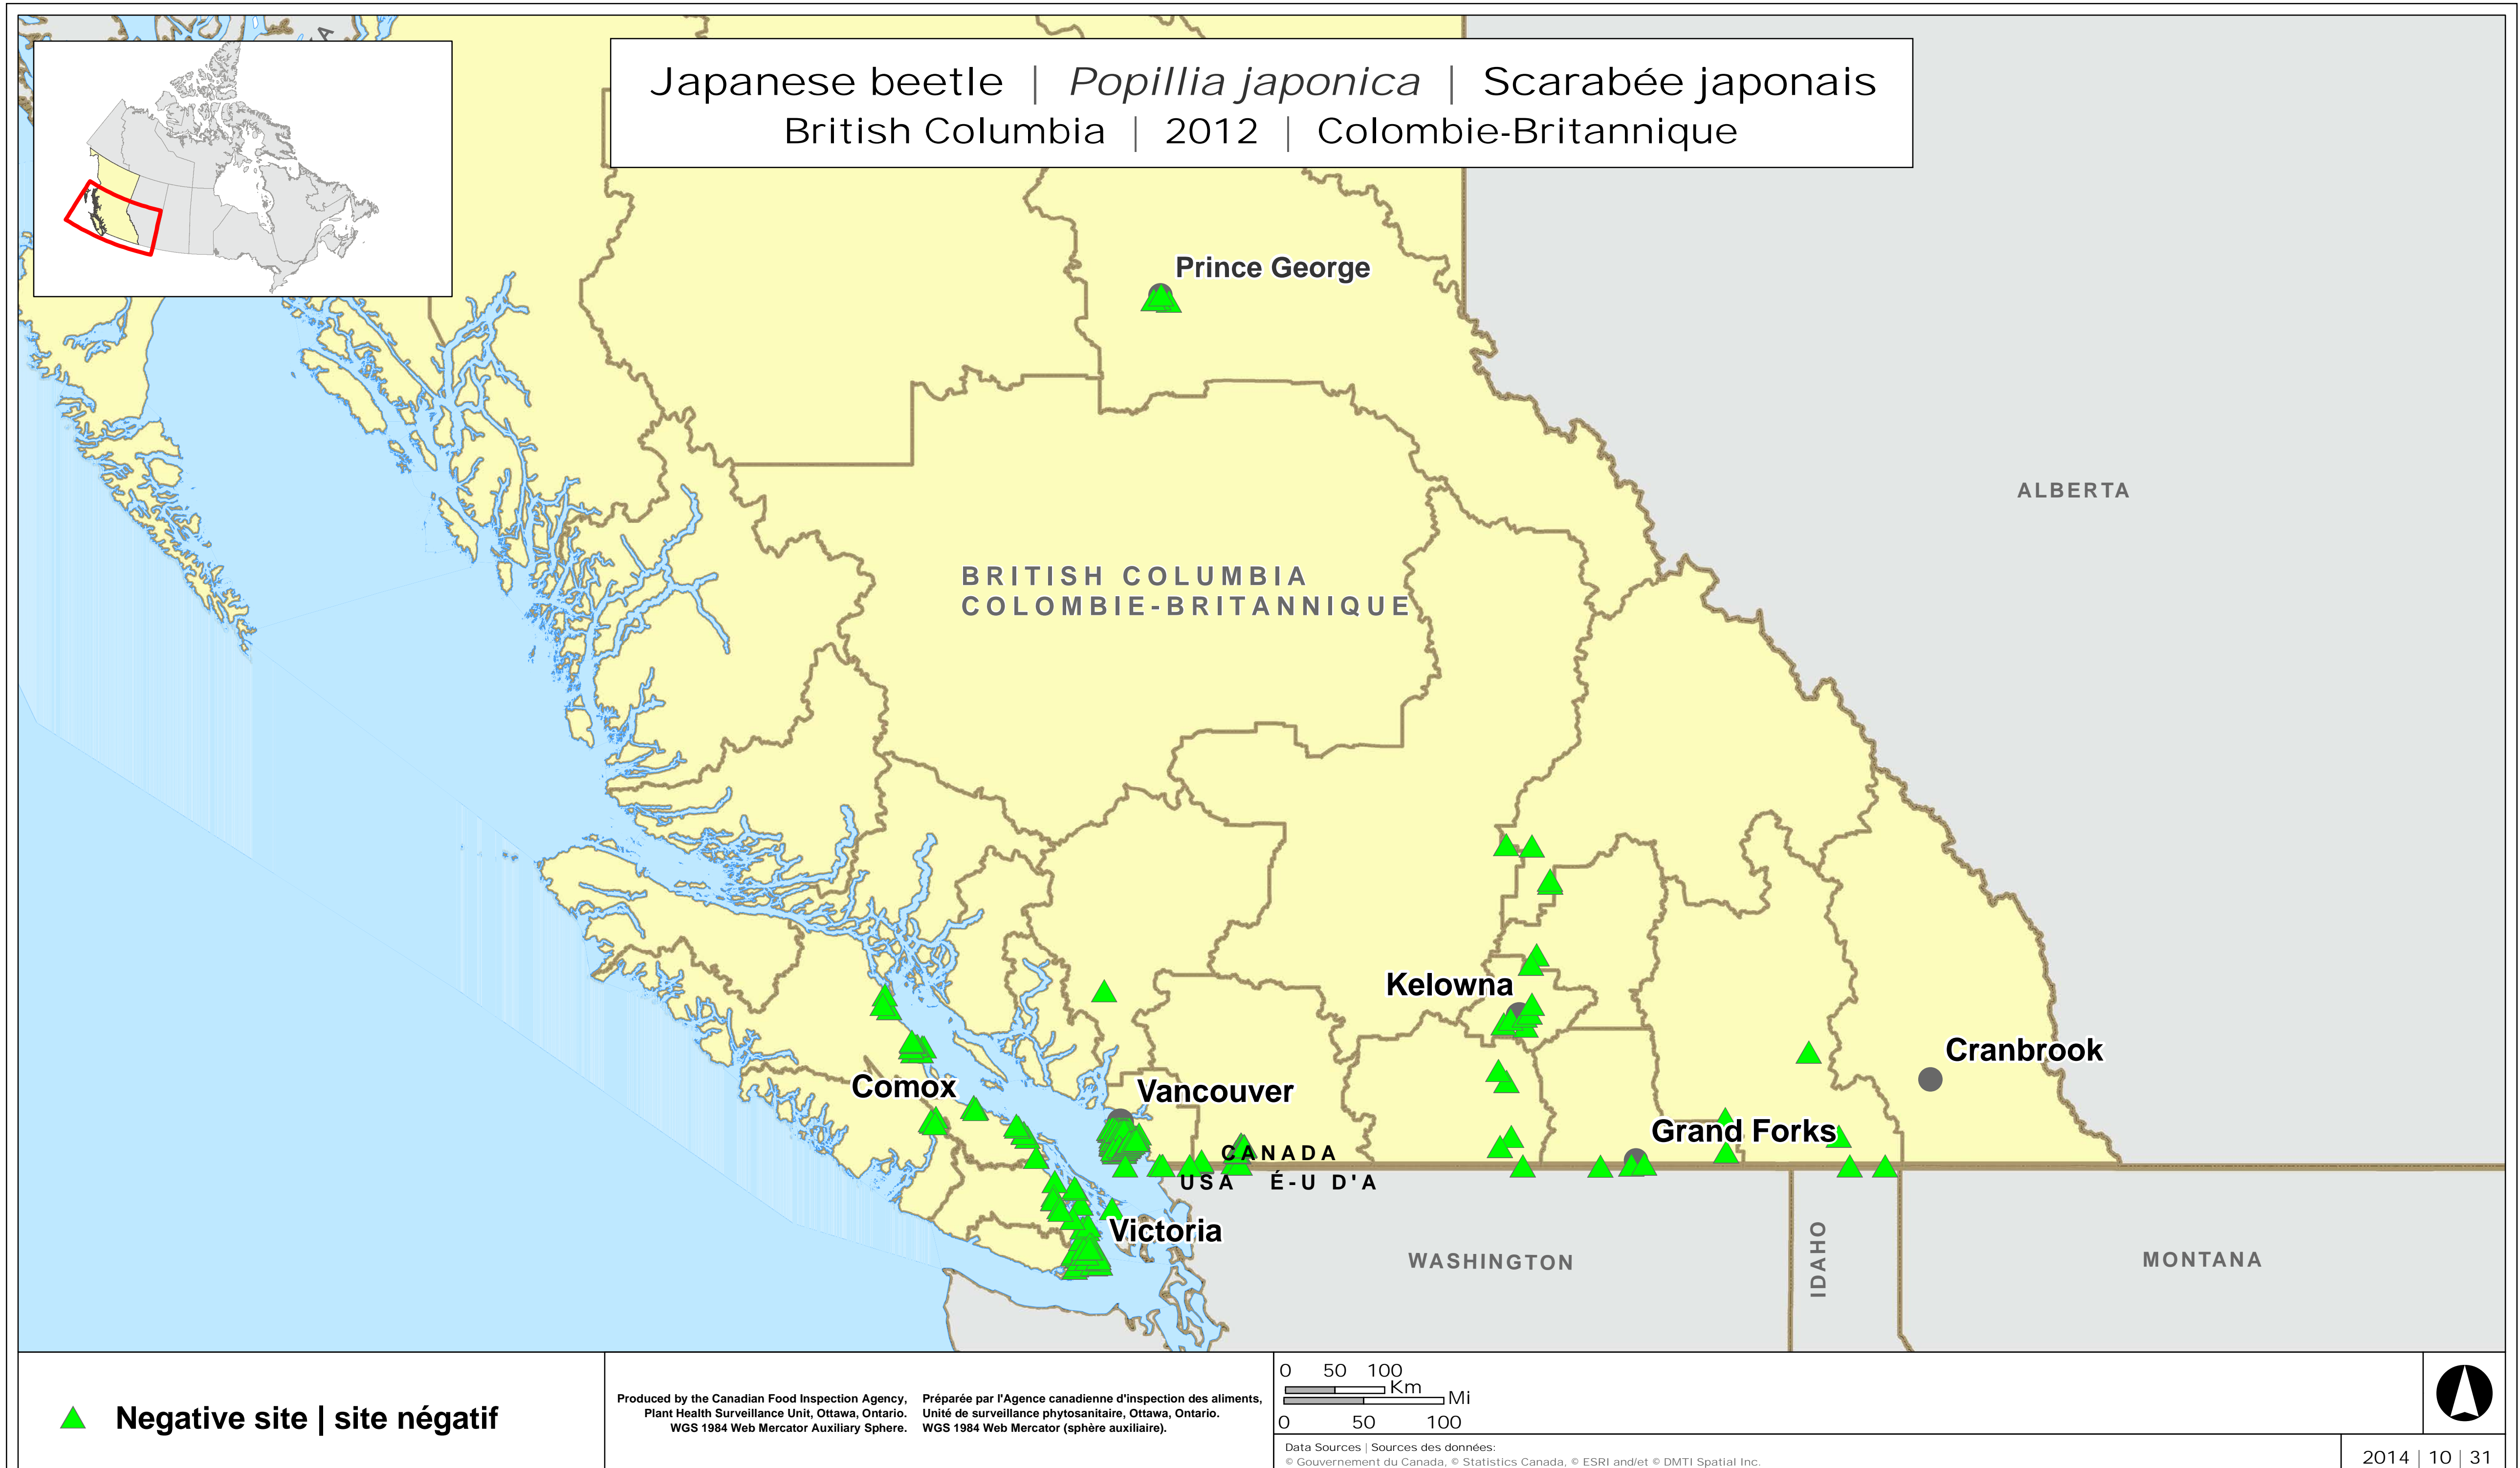 Japanese beetle | Popillia japonica | Scarabée japonais
British Columbia | 2012 | Colombie-Britannique
Prince George
ALBERTA
BRITISH COLUMBIA
COLOMBIE-BRITANNIQUE
Kelowna
Cranbrook
Comox
Vancouver
Grand Forks
CANADA
USA É-U D'A
Victoria
WASHINGTON
IDAHO
MONTANA
Negative site | site négatif
Produced by the Canadian Food Inspection Agency,
Plant Health Surveillance Unit, Ottawa, Ontario.
WGS 1984 Web Mercator Auxiliary Sphere.
Préparée par l'Agence canadienne d'inspection des aliments,
Unité de surveillance phytosanitaire, Ottawa, Ontario.
WGS 1984 Web Mercator (sphère auxiliaire).
0 50 100
Km
Mi
0 50 100
Data Sources | Sources des données:
© Gouvernement du Canada, © Statistics Canada, © ESRI and/et © DMTI Spatial Inc.
2014 | 10 | 31